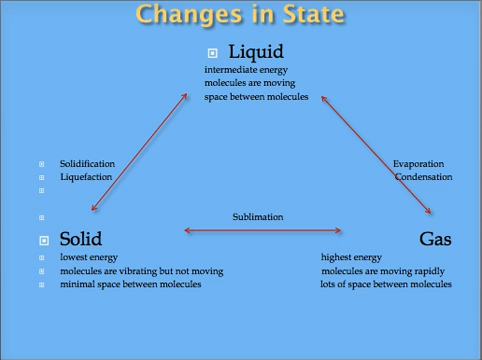 Changes in State
Liquid
intermediate energy
molecules are moving
space between molecules
Solidification
Liquefaction
Evaporation
Condensation
Sublimation
Solid
lowest energy
molecules are vibrating but not moving
minimal space between molecules
Gas
highest energy
molecules are moving rapidly
lots of space between molecules